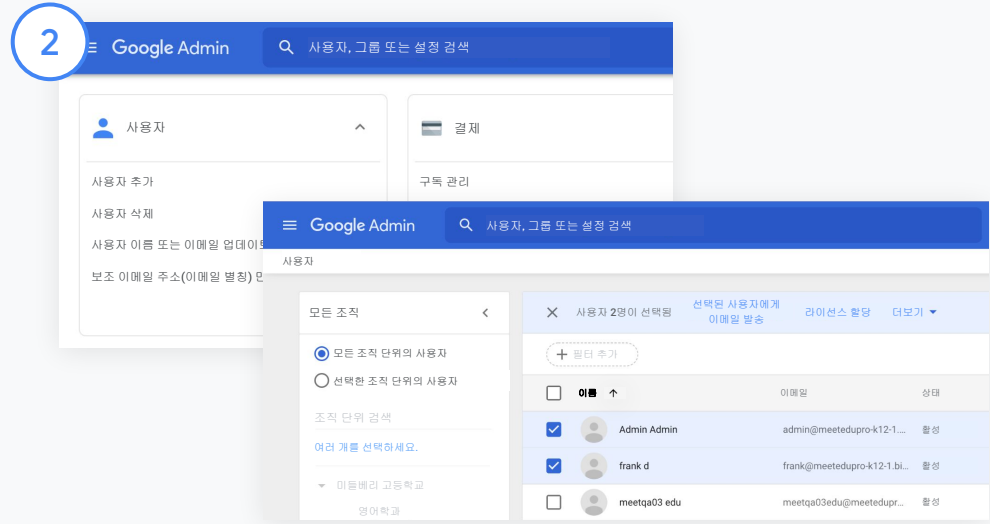 2
Google Admin
사용자, 그룹 또는 설정 검색
사용자
결제
사용자 추가
구독 관리
사용자 삭제
사용자 이름 또는 이메일 업데이트
보조 이메일 주소(이메일 별칭)
Google Admin
사용자, 그룹 또는 설정 검색
사용자
모든 조직
모든 조직 단위의 사용자
선택한 조직 단위의 사용자
조직 단위 검색
여러 개를 선택하세요.
미들베리 고등학교
영어학과
사용자 2명이 선택됨
선택된 사용자에게
이메일 발송
라이선스 할당
더보기
필터 추가
이름
이메일
상태
Admin Admin
admin@meetedupro-k12-1....
활성
frank d
frank@meetedupro-k12-1.bi...
활성
meetqa03 edu
meetqa03edu@meetedupr...
활성